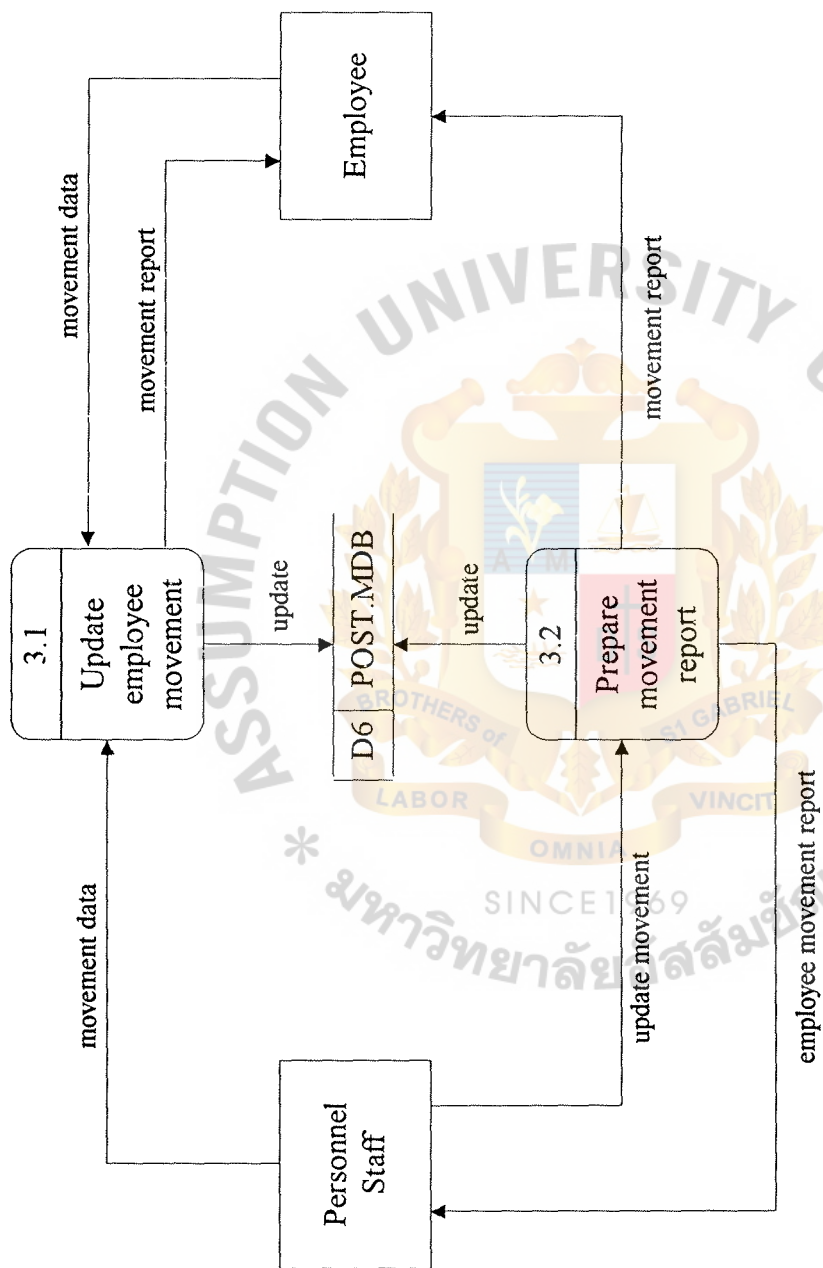 movement data
movement report
Employee
movement report
3.1
Update
employee
movement
update
D6
POST.MDB
update
3.2
Prepare
movement
report
movement data
Personnel
Staff
update movement
employee movement report
ASSUMPTION UNIVERSITY
A M
BROTHERS of
ST GABRIEL
LABOR
OMNIA
VINCIT
SINCE 1969